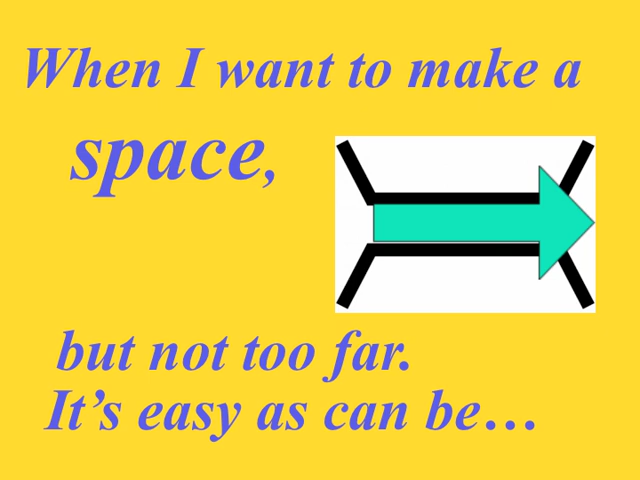 When I want to make a
space,
but not too far.
It’s easy as can be…